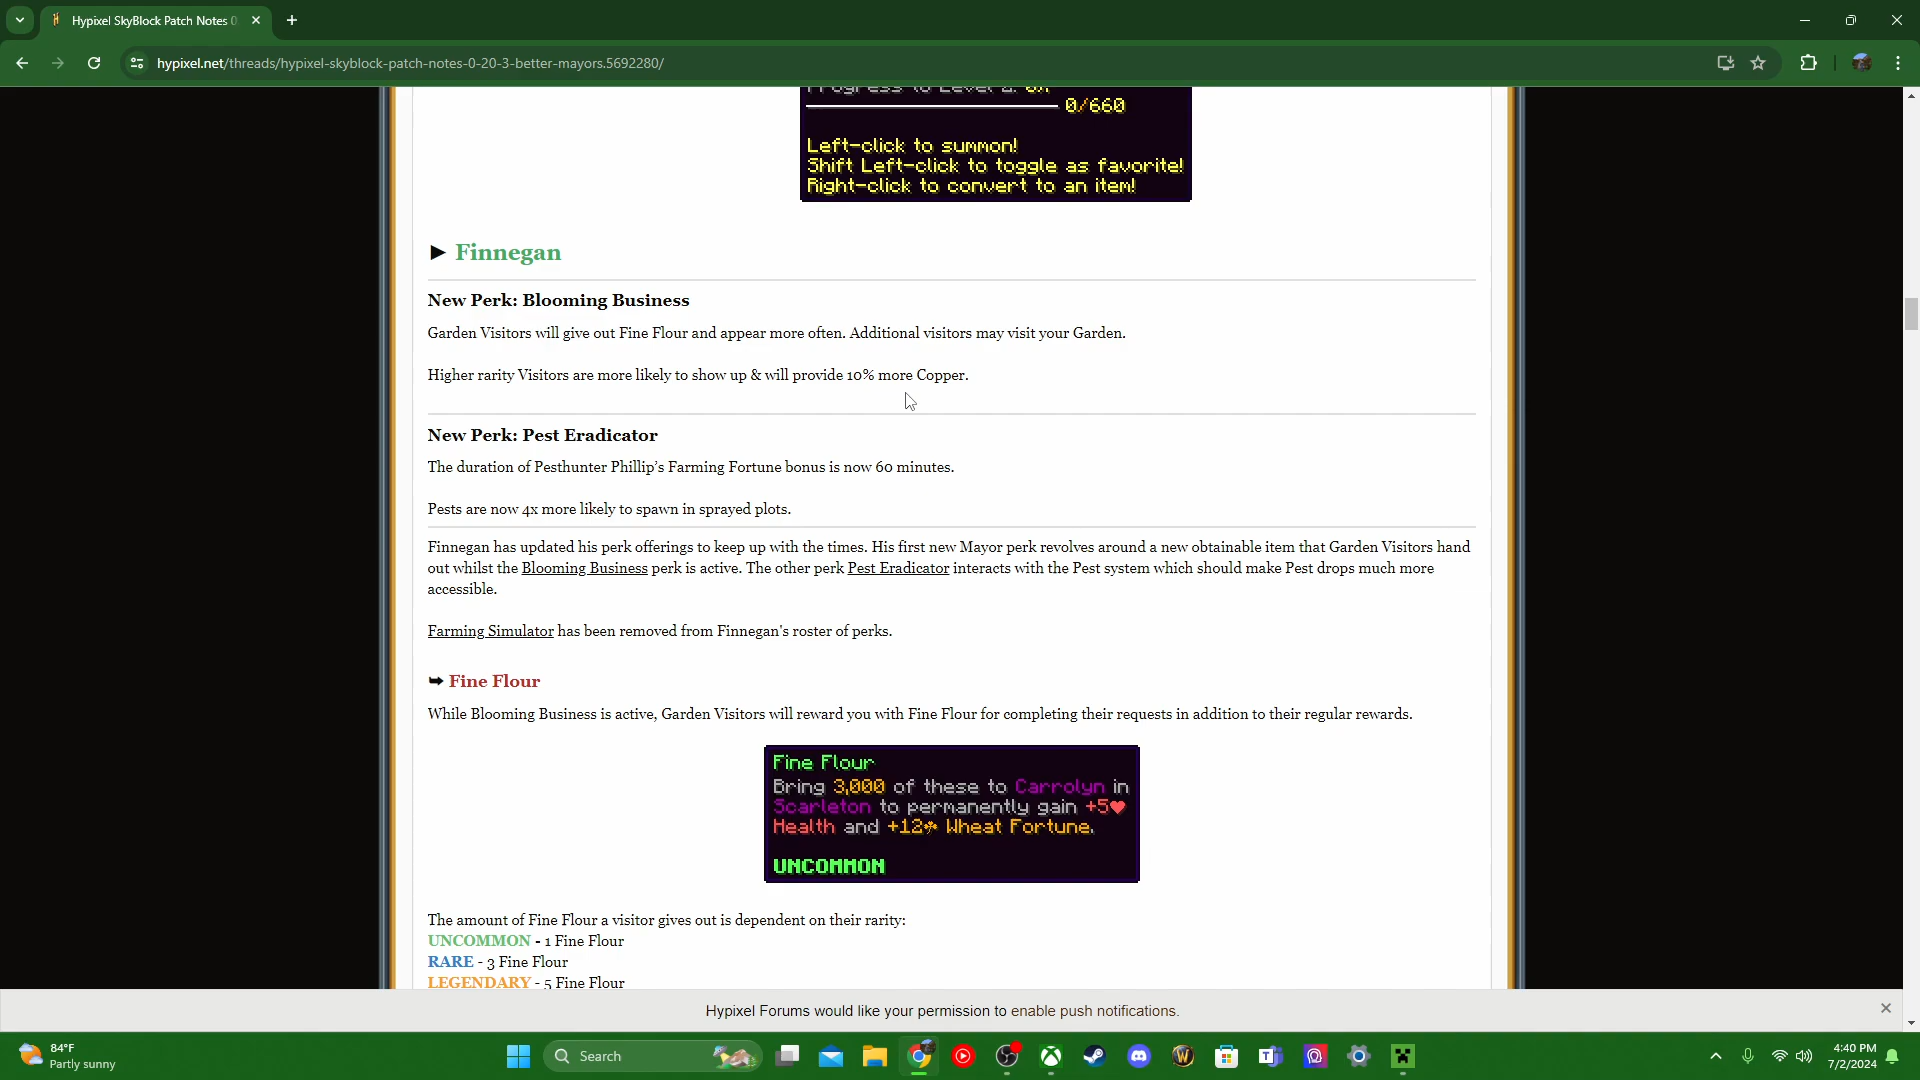 Hypixel SkyBlock Patch Notes 0
hypixel.net/threads/hypixel-skyblock-patch-notes-0-20-3-better-mayors.5692280/
Progress to Level 2: 0%
0/660
Left-click to summon!
Shift Left-click to toggle as favorite!
Right-click to convert to an item!
► Finnegan
New Perk: Blooming Business
Garden Visitors will give out Fine Flour and appear more often. Additional visitors may visit your Garden.
Higher rarity Visitors are more likely to show up & will provide 10% more Copper.
New Perk: Pest Eradicator
The duration of Pesthunter Phillip's Farming Fortune bonus is now 60 minutes.
Pests are now 4x more likely to spawn in sprayed plots.
Finnegan has updated his perk offerings to keep up with the times. His first new Mayor perk revolves around a new obtainable item that Garden Visitors hand
out whilst the Blooming Business perk is active. The other perk Pest Eradicator interacts with the Pest system which should make Pest drops much more
accessible.
Farming Simulator has been removed from Finnegan's roster of perks.
➥ Fine Flour
While Blooming Business is active, Garden Visitors will reward you with Fine Flour for completing their requests in addition to their regular rewards.
Fine Flour
Bring 3,000 of these to Carrolyn in
Scarleton to permanently gain +5❤
Health and +12☘ Wheat Fortune.
UNCOMMON
The amount of Fine Flour a visitor gives out is dependent on their rarity:
UNCOMMON - 1 Fine Flour
RARE - 3 Fine Flour
LEGENDARY - 5 Fine Flour
Hypixel Forums would like your permission to enable push notifications.
84°F
Partly sunny
Search
4:40 PM
7/2/2024